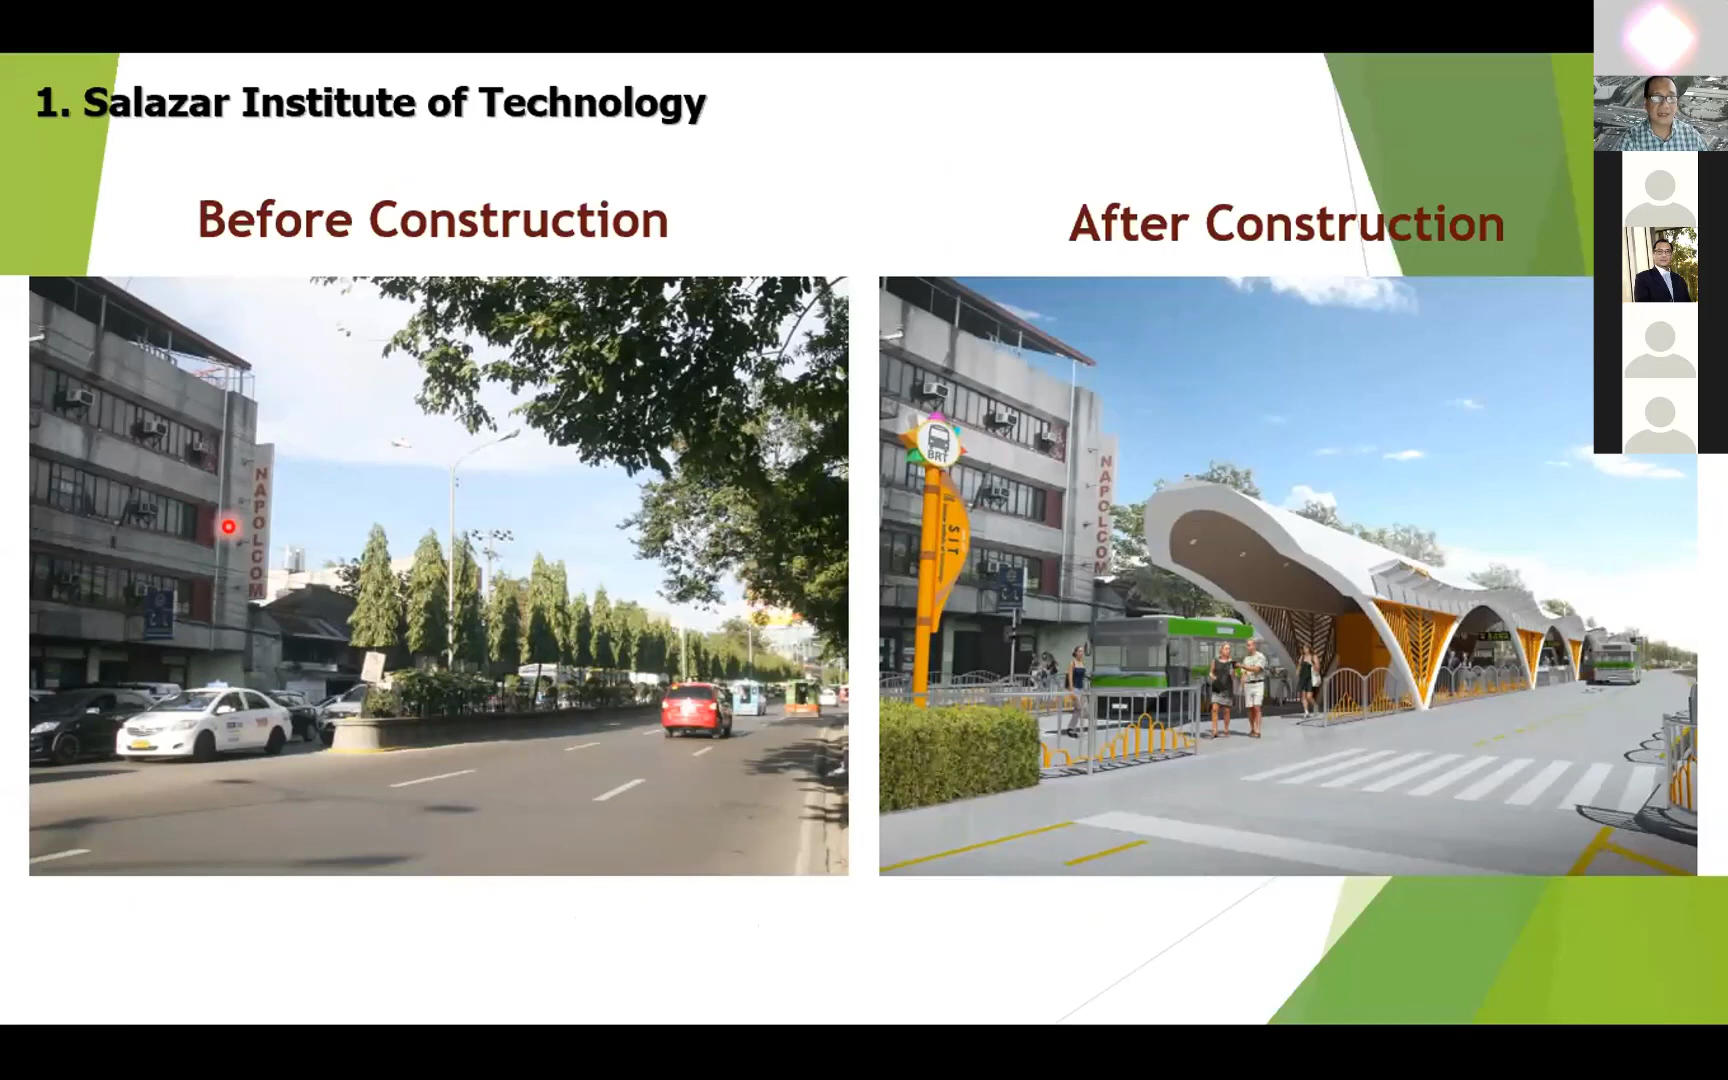 1. Salazar Institute of Technology
Before Construction
After Construction
NAPOLCOM
BRT
SIT
NAPOLCOM